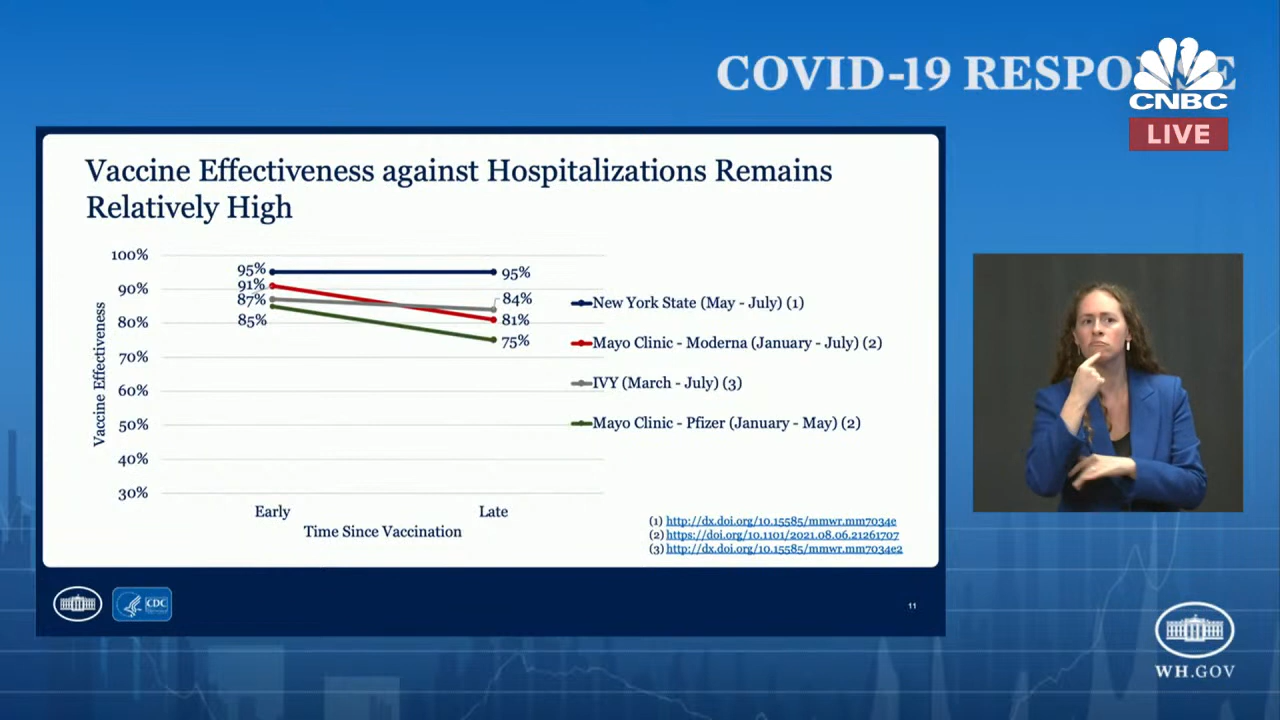 COVID-19 RESPONSE
CNBC
LIVE
Vaccine Effectiveness against Hospitalizations Remains
Relatively High
100%
90%
80%
70%
60%
50%
40%
30%
Vaccine Effectiveness
95%
91%
87%
85%
95%
84%
81%
75%
New York State (May - July) (1)
Mayo Clinic - Moderna (January - July) (2)
IVY (March - July) (3)
Mayo Clinic - Pfizer (January - May) (2)
Early
Late
Time Since Vaccination
(1) http://dx.doi.org/10.15585/mmwr.mm7034e
(2) https://doi.org/10.1101/2021.08.06.21261707
(3) http://dx.doi.org/10.15585/mmwr.mm7034e2
CDC
11
WH.GOV